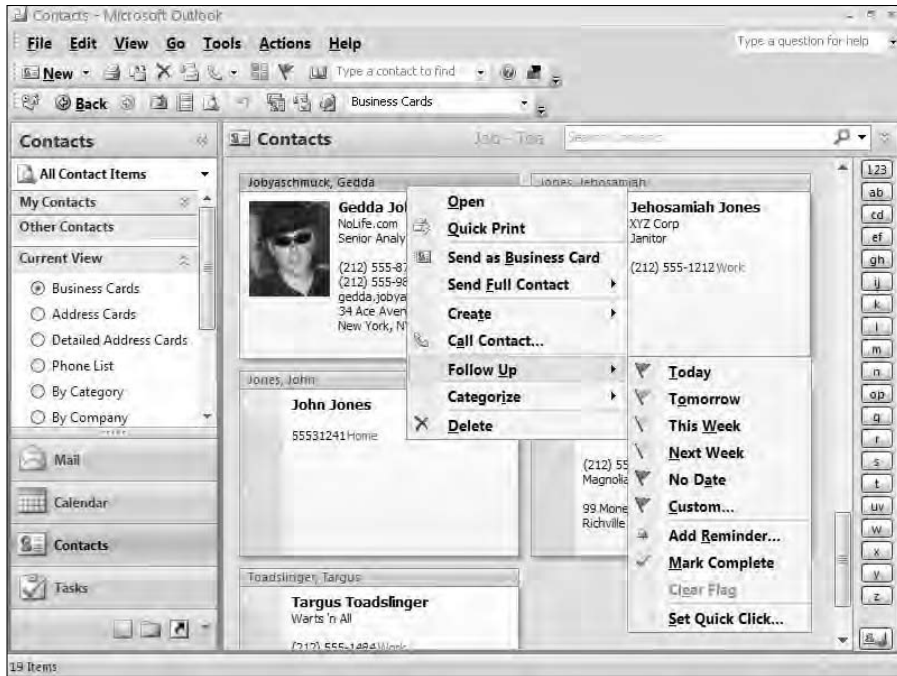 Contacts - Microsoft Outlook
File Edit View Go Tools Actions Help
Type a question for help
New
Type a contact to find
Back
Business Cards
Contacts
Contacts
Job - Toa
Search Contacts
All Contact Items
My Contacts
Other Contacts
Current View
Business Cards
Address Cards
Detailed Address Cards
Phone List
By Category
By Company
Mail
Calendar
Contacts
Tasks
Jobyaschmuck, Gedda
Gedda Jo
NoLife.com
Senior Analy
(212) 555-87
(212) 555-98
gedda.jobya
34 Ace Aven
New York, N
Jones, Jehosamiah
Jehosamiah Jones
XYZ Corp
Janitor
(212) 555-1212 Work
Jones, John
John Jones
55531241 Home
(212) 55
Magnolia
99 Mone
Richville
Toadslinger, Targus
Targus Toadslinger
Warts 'n All
(212) 555-1484 Work
Open
Quick Print
Send as Business Card
Send Full Contact
Create
Call Contact...
Follow Up
Categorize
Delete
Today
Tomorrow
This Week
Next Week
No Date
Custom...
Add Reminder...
Mark Complete
Clear Flag
Set Quick Click...
123
ab
cd
ef
gh
ij
k
l
m
n
op
q
r
s
t
uv
w
x
y
z
19 Items